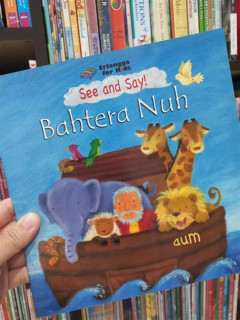 Erlangga
for Kids
See and Say!
Bahtera Nuh
aum